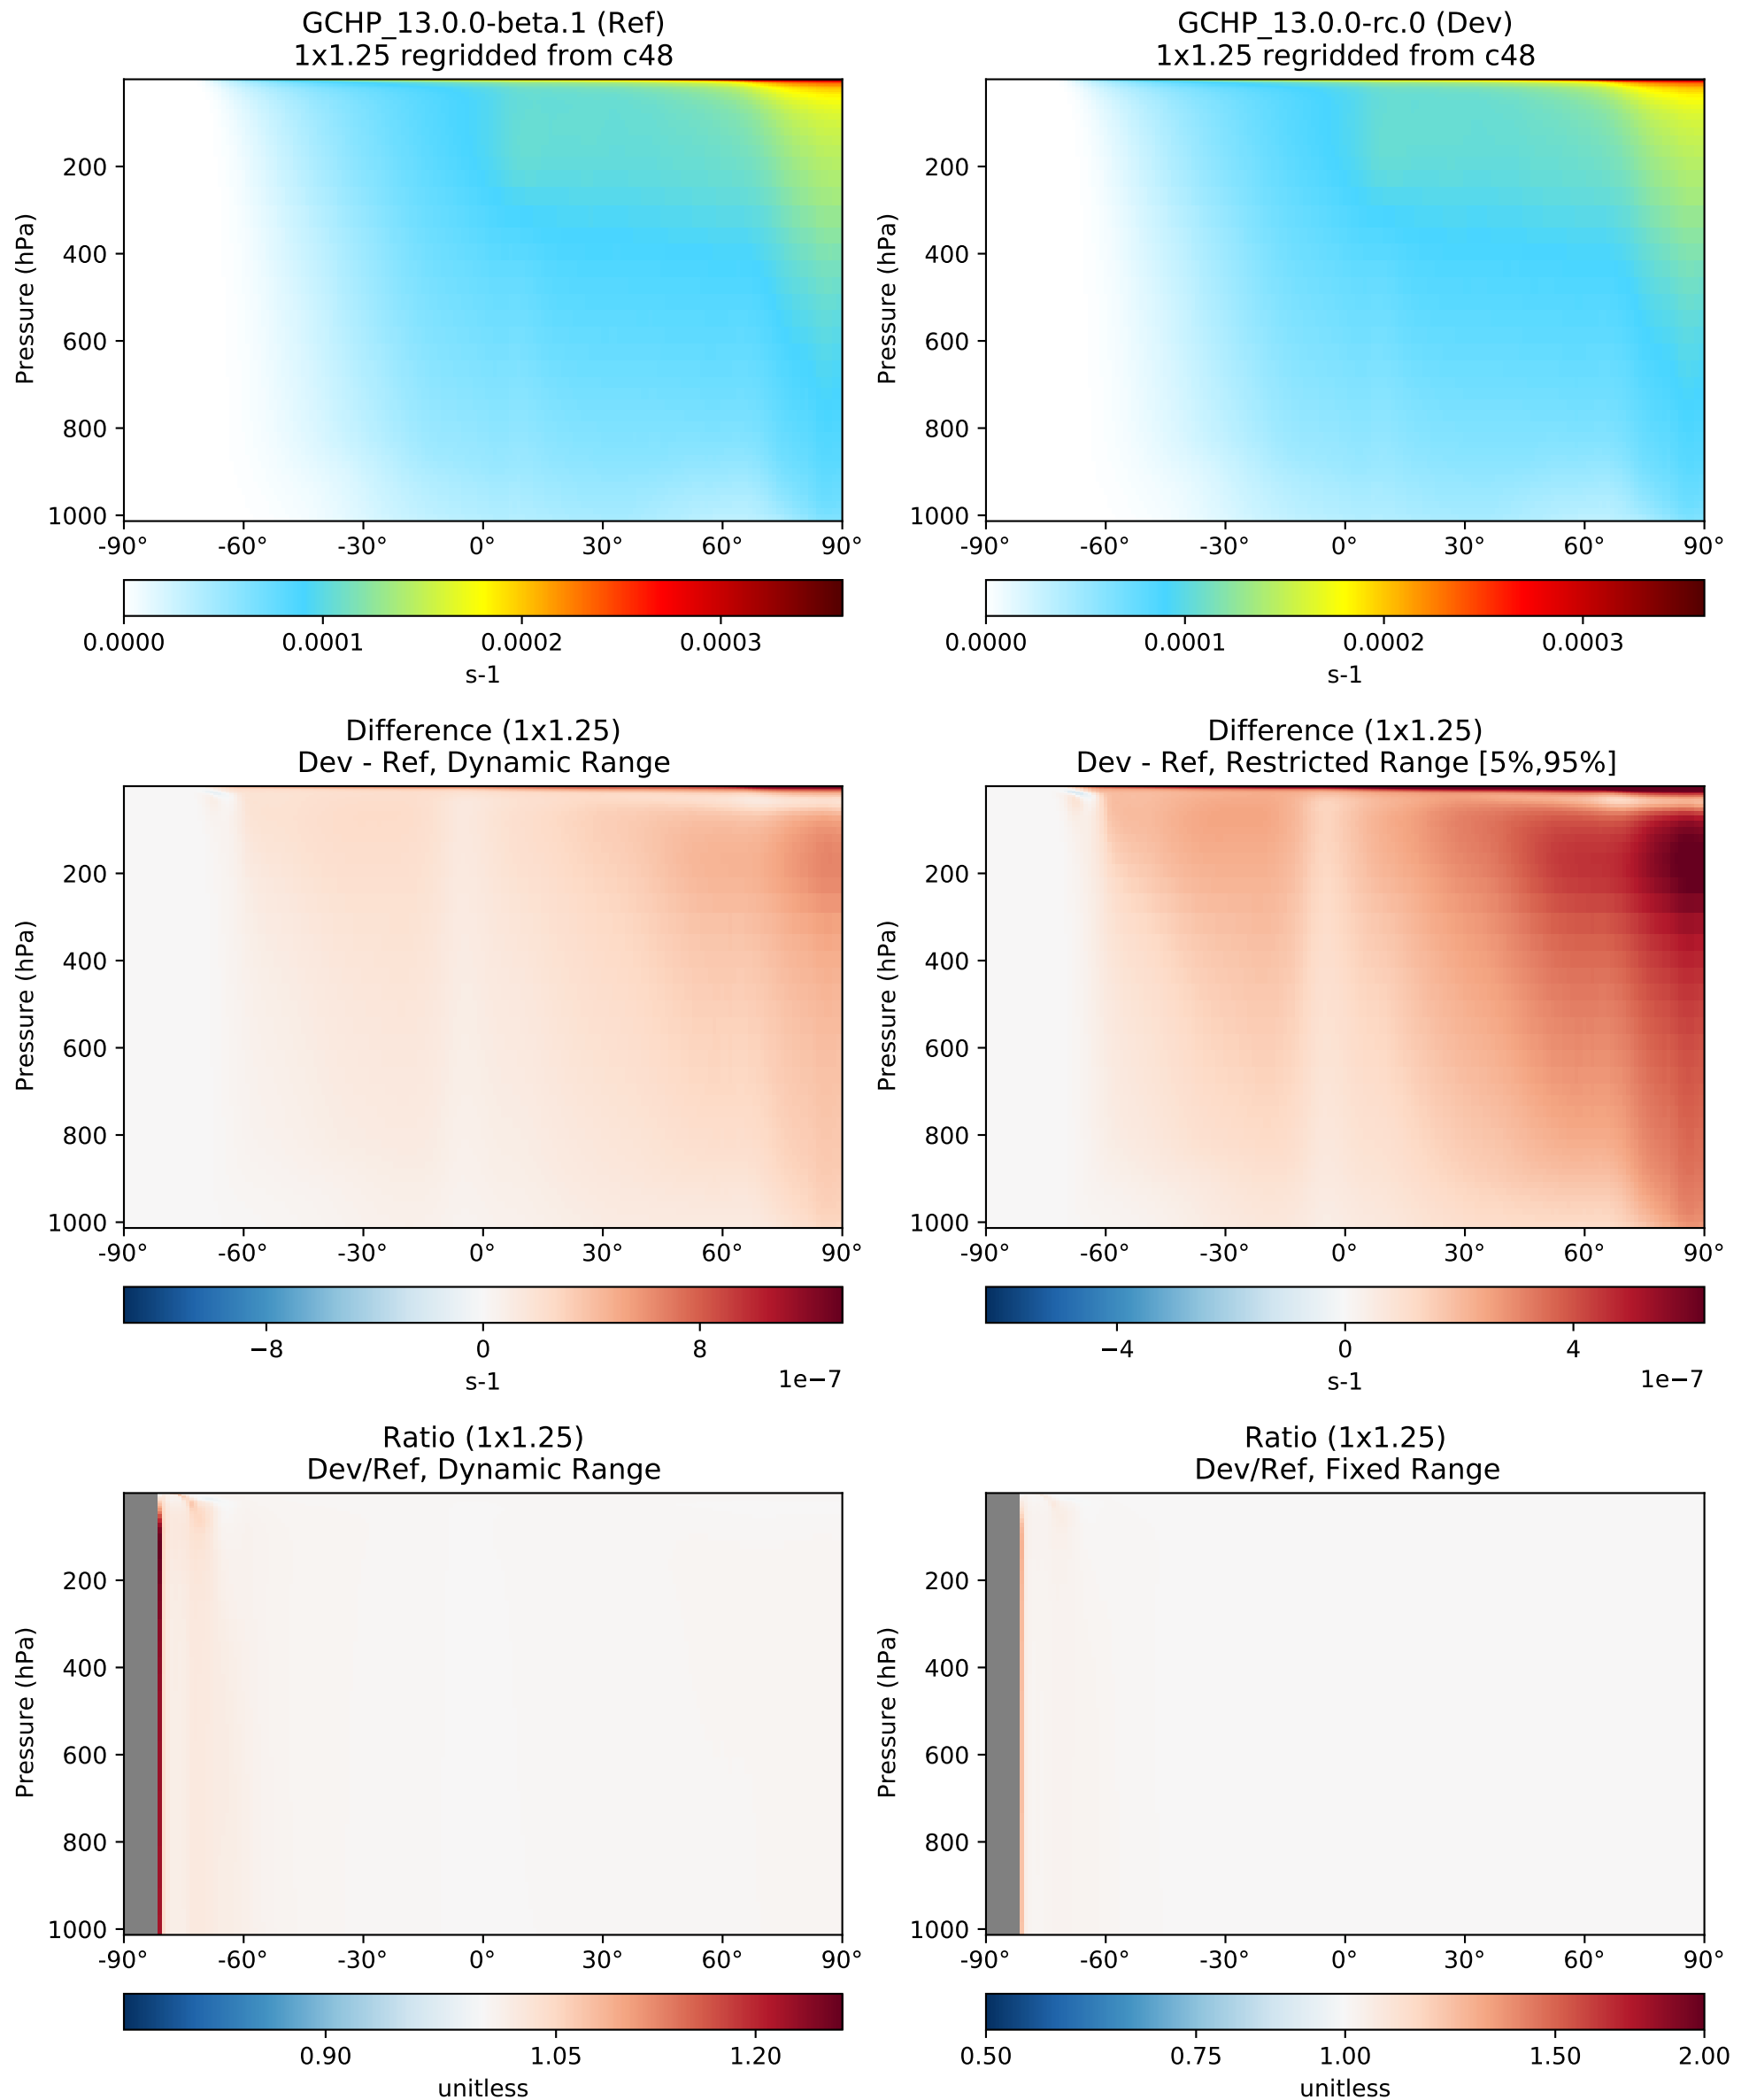 GCHP_13.0.0-beta.1 (Ref)
1x1.25 regridded from c48
Pressure (hPa)
200
400
600
800
1000
-90° -60° -30° 0° 30° 60° 90°
0.0000 0.0001 0.0002 0.0003
s-1
GCHP_13.0.0-rc.0 (Dev)
1x1.25 regridded from c48
Pressure (hPa)
200
400
600
800
1000
-90° -60° -30° 0° 30° 60° 90°
0.0000 0.0001 0.0002 0.0003
s-1
Difference (1x1.25)
Dev - Ref, Dynamic Range
Pressure (hPa)
200
400
600
800
1000
-90° -60° -30° 0° 30° 60° 90°
−8 0 8
s-1 1e−7
Difference (1x1.25)
Dev - Ref, Restricted Range [5%,95%]
Pressure (hPa)
200
400
600
800
1000
-90° -60° -30° 0° 30° 60° 90°
−4 0 4
s-1 1e−7
Ratio (1x1.25)
Dev/Ref, Dynamic Range
Pressure (hPa)
200
400
600
800
1000
-90° -60° -30° 0° 30° 60° 90°
0.90 1.05 1.20
unitless
Ratio (1x1.25)
Dev/Ref, Fixed Range
Pressure (hPa)
200
400
600
800
1000
-90° -60° -30° 0° 30° 60° 90°
0.50 0.75 1.00 1.50 2.00
unitless